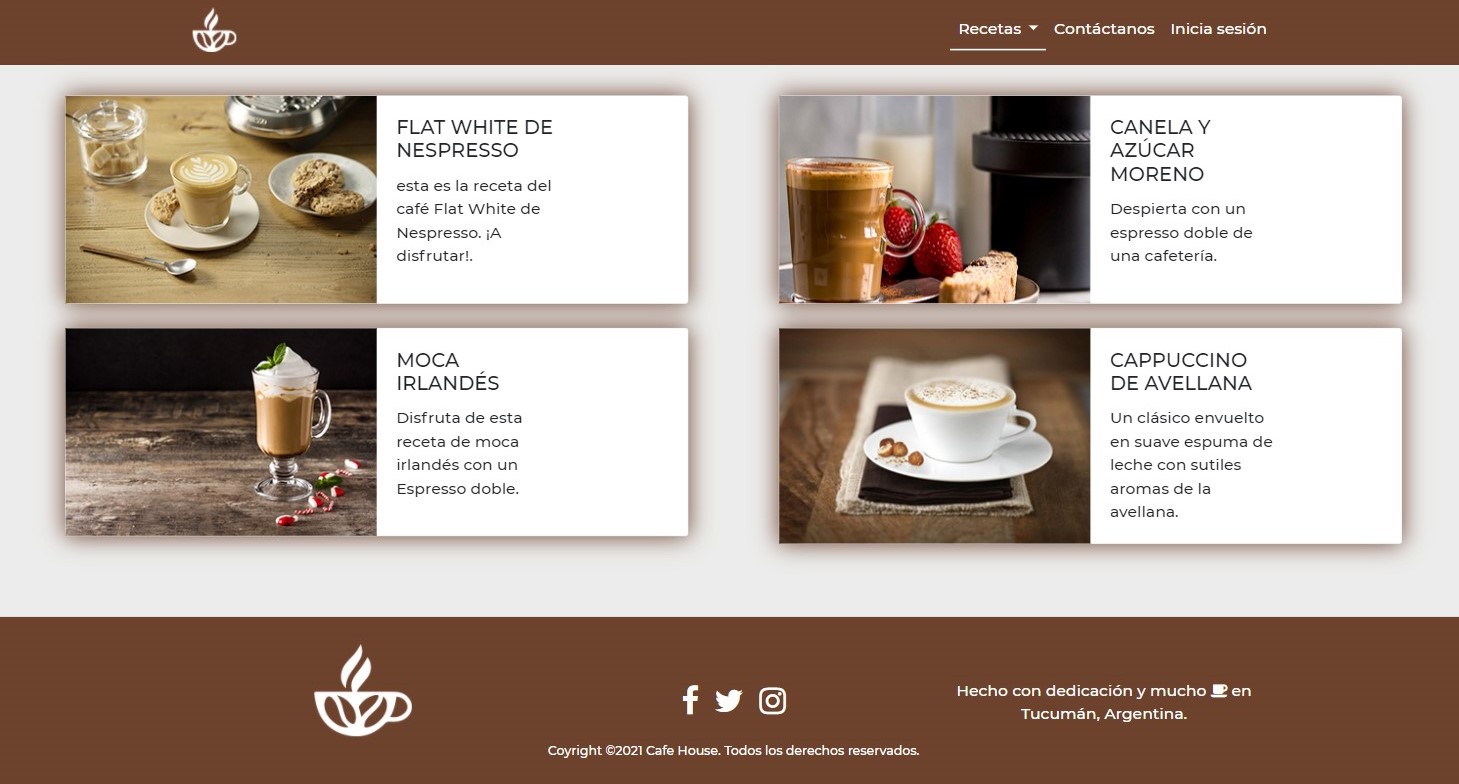 Recetas
Contáctanos
Inicia sesión
FLAT WHITE DE
NESPRESSO
esta es la receta del
café Flat White de
Nespresso. ¡A
disfrutar!.
CANELA Y
AZÚCAR
MORENO
Despierta con un
espresso doble de
una cafetería.
MOCA
IRLANDÉS
Disfruta de esta
receta de moca
irlandés con un
Espresso doble.
CAPPUCCINO
DE AVELLANA
Un clásico envuelto
en suave espuma de
leche con sutiles
aromas de la
avellana.
Hecho con dedicación y mucho en
Tucumán, Argentina.
Coyright ©2021 Cafe House. Todos los derechos reservados.